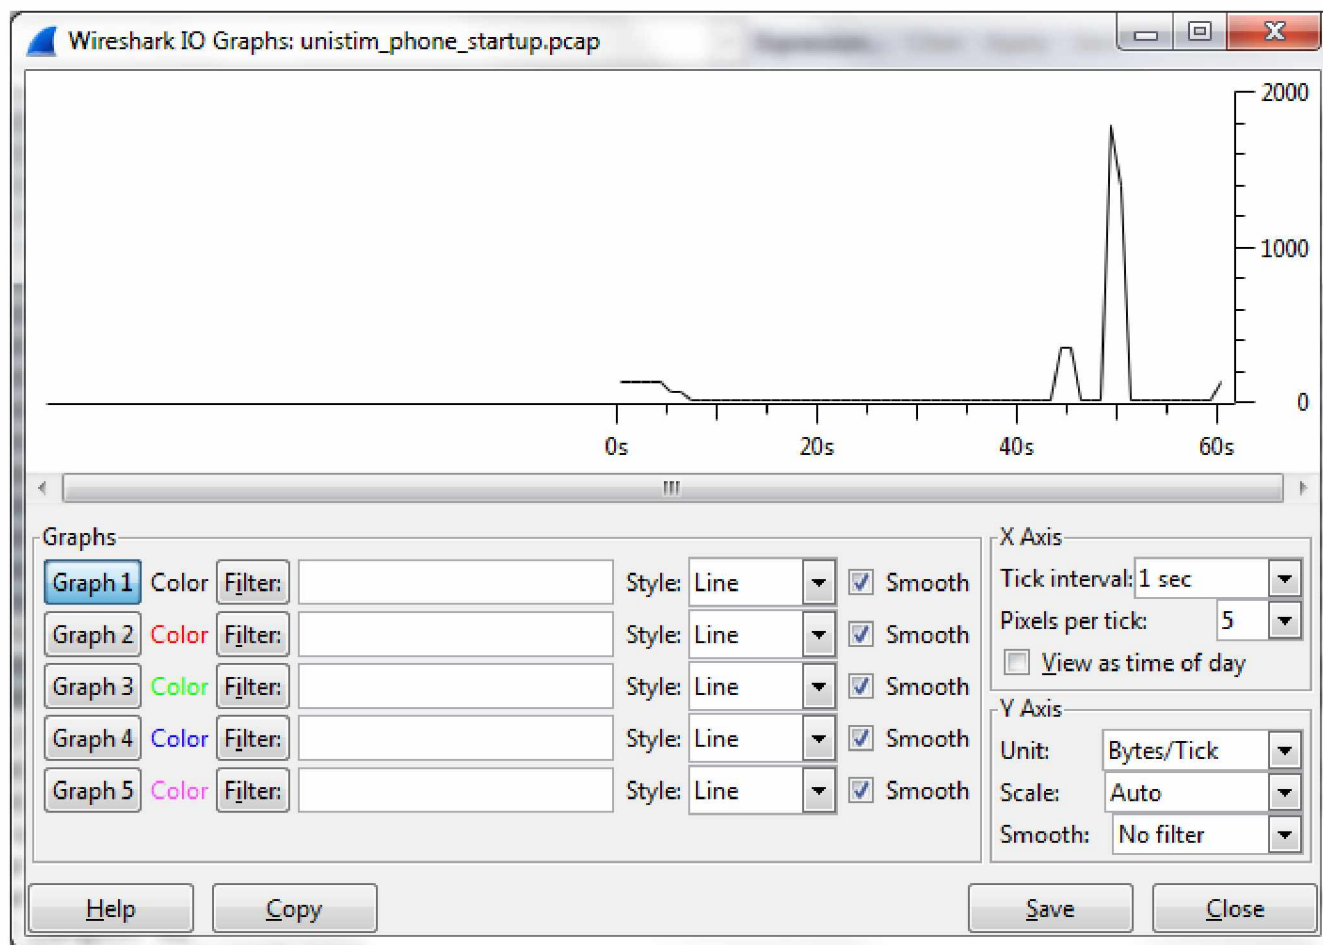 Wireshark IO Graphs: unistim_phone_startup.pcap
2000
1000
0
0s 20s 40s 60s
Graphs
Graph 1 Color Filter: Style: Line Smooth
Graph 2 Color Filter: Style: Line Smooth
Graph 3 Color Filter: Style: Line Smooth
Graph 4 Color Filter: Style: Line Smooth
Graph 5 Color Filter: Style: Line Smooth
X Axis
Tick interval: 1 sec
Pixels per tick: 5
View as time of day
Y Axis
Unit: Bytes/Tick
Scale: Auto
Smooth: No filter
Help Copy Save Close